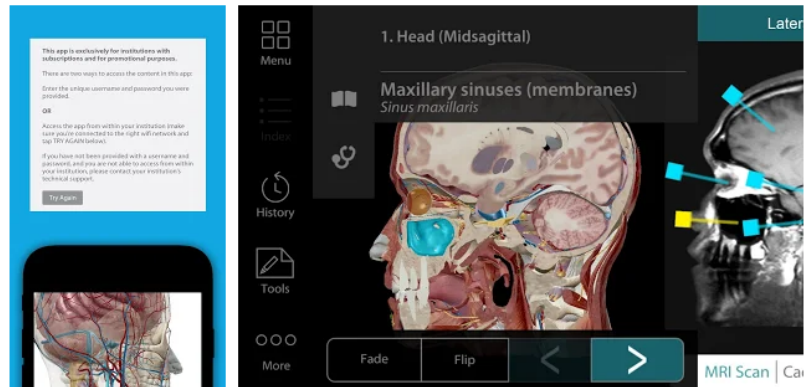 This app is exclusively for institutions with
subscriptions and for promotional purposes.
There are two ways to access the content in this app:
Enter the unique username and password you were
provided.
OR
Access the app from within your institution (make
sure you're connected to the right wifi network and
tap TRY AGAIN below).
If you have not been provided with a username and
password, and you are not able to access from within
your institution, please contact your institution's
technical support.
Try Again
Menu
Index
History
Tools
More
1. Head (Midsagittal)
Maxillary sinuses (membranes)
Sinus maxillaris
Fade
Flip
Later
MRI Scan
Ca